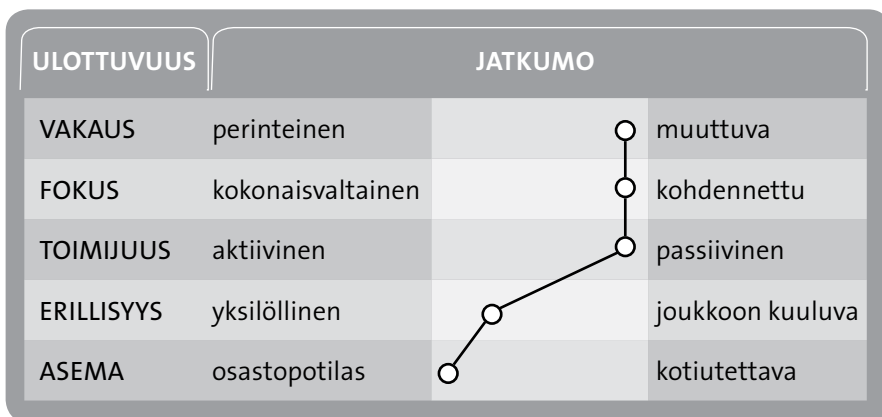 ULOTTUVUUS JATKUMO
VAKAUS perinteinen muuttuva
FOKUS kokonaisvaltainen kohdennettu
TOIMIJUUS aktiivinen passiivinen
ERILLISYYS yksilöllinen joukkoon kuuluva
ASEMA osastopotilas kotiutettava